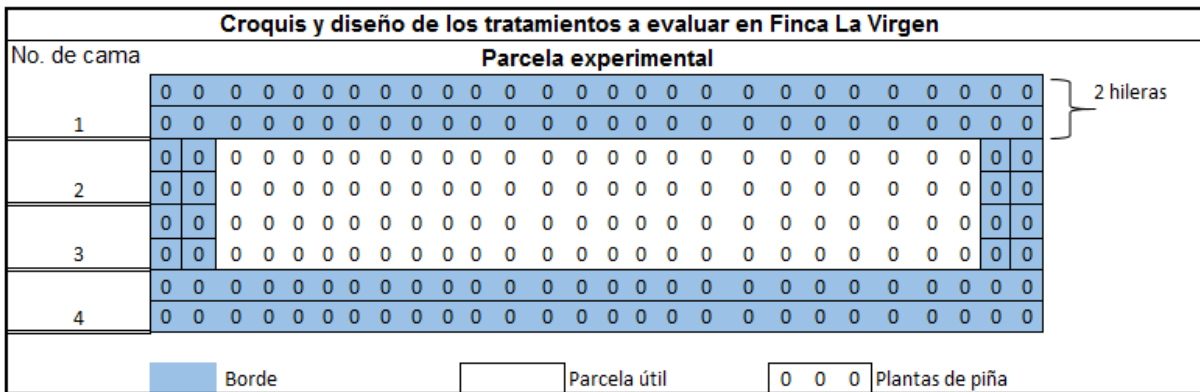 Croquis y diseño de los tratamientos a evaluar en Finca La Virgen
No. de cama Parcela experimental
0 0 0 0 0 0 0 0 0 0 0 0 0 0 0 0 0 0 0 0 0 0 0 0 0 0 0 2 hileras
1 0 0 0 0 0 0 0 0 0 0 0 0 0 0 0 0 0 0 0 0 0 0 0 0 0 0 0
0 0 0 0 0 0 0 0 0 0 0 0 0 0 0 0 0 0 0 0 0 0 0 0 0 0 0
2 0 0 0 0 0 0 0 0 0 0 0 0 0 0 0 0 0 0 0 0 0 0 0 0 0 0 0
0 0 0 0 0 0 0 0 0 0 0 0 0 0 0 0 0 0 0 0 0 0 0 0 0 0 0
3 0 0 0 0 0 0 0 0 0 0 0 0 0 0 0 0 0 0 0 0 0 0 0 0 0 0 0
0 0 0 0 0 0 0 0 0 0 0 0 0 0 0 0 0 0 0 0 0 0 0 0 0 0 0
4 0 0 0 0 0 0 0 0 0 0 0 0 0 0 0 0 0 0 0 0 0 0 0 0 0 0 0
Borde Parcela útil 0 0 0 Plantas de piña